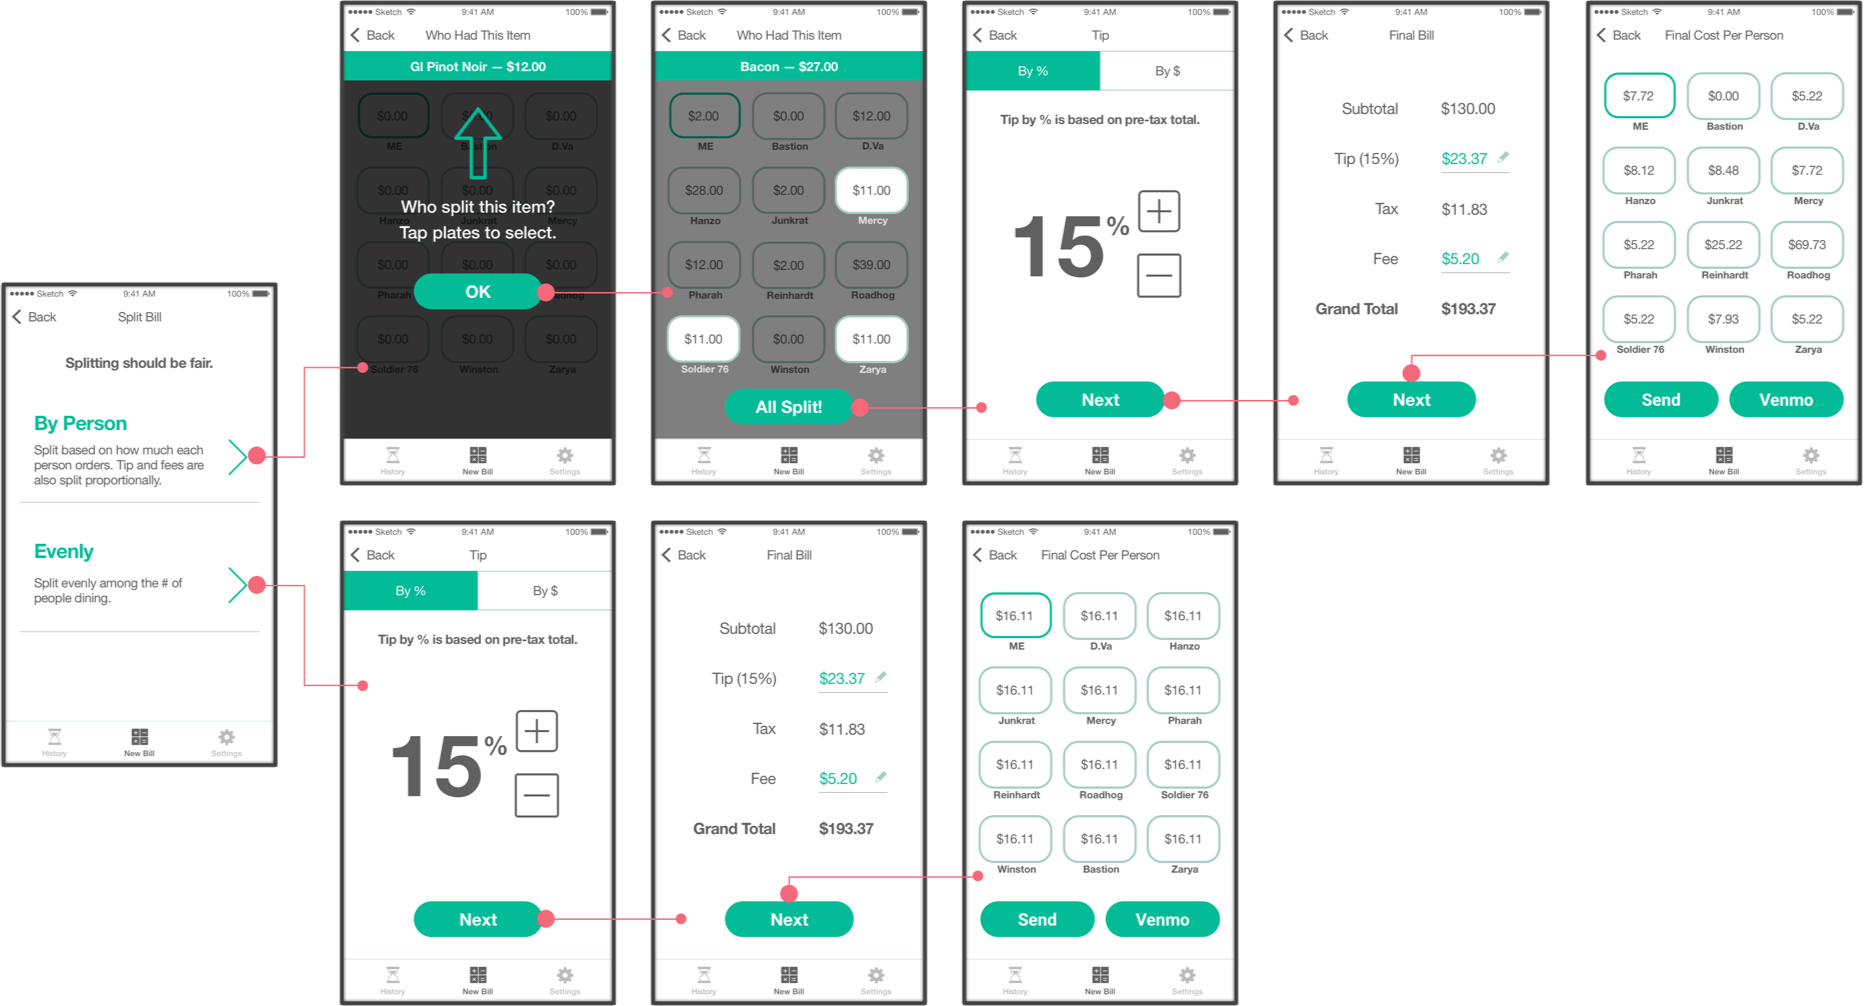 Sketch 9:41 AM 100%
Back Split Bill
Splitting should be fair.
By Person
Split based on how much each
person orders. Tip and fees are
also split proportionally.
Evenly
Split evenly among the # of
people dining.
History New Bill Settings
Sketch 9:41 AM 100%
Back Who Had This Item
Gl Pinot Noir — $12.00
$0.00 $0.00
ME Bastion D.Va
$0.00 $0.00 $0.00
Who split this item?
Hanzo Junkrat Mercy
Tap plates to select.
$0.00 $0.00 $0.00
Pharah
OK
$0.00 $0.00 $0.00
Soldier 76 Winston Zarya
History New Bill Settings
Sketch 9:41 AM 100%
Back Who Had This Item
Bacon — $27.00
$2.00 $0.00 $12.00
ME Bastion D.Va
$28.00 $2.00 $11.00
Hanzo Junkrat Mercy
$12.00 $2.00 $39.00
Pharah Reinhardt Roadhog
$11.00 $0.00 $11.00
Soldier 76 Winston Zarya
All Split!
History New Bill Settings
Sketch 9:41 AM 100%
Back Tip
By % By $
Tip by % is based on pre-tax total.
15 % + −
Next
History New Bill Settings
Sketch 9:41 AM 100%
Back Final Bill
Subtotal $130.00
Tip (15%) $23.37
Tax $11.83
Fee $5.20
Grand Total $193.37
Next
History New Bill Settings
Sketch 9:41 AM 100%
Back Final Cost Per Person
$7.72 $0.00 $5.22
ME Bastion D.Va
$8.12 $8.48 $7.72
Hanzo Junkrat Mercy
$5.22 $25.22 $69.73
Pharah Reinhardt Roadhog
$5.22 $7.93 $5.22
Soldier 76 Winston Zarya
Send Venmo
History New Bill Settings
Sketch 9:41 AM 100%
Back Tip
By % By $
Tip by % is based on pre-tax total.
15 % + −
Next
History New Bill Settings
Sketch 9:41 AM 100%
Back Final Bill
Subtotal $130.00
Tip (15%) $23.37
Tax $11.83
Fee $5.20
Grand Total $193.37
Next
History New Bill Settings
Sketch 9:41 AM 100%
Back Final Cost Per Person
$16.11 $16.11 $16.11
ME D.Va Hanzo
$16.11 $16.11 $16.11
Junkrat Mercy Pharah
$16.11 $16.11 $16.11
Reinhardt Roadhog Soldier 76
$16.11 $16.11 $16.11
Winston Bastion Zarya
Send Venmo
History New Bill Settings